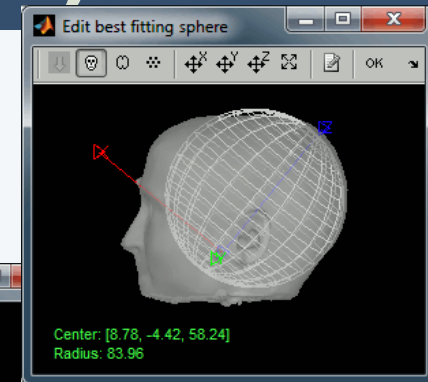 Edit best fitting sphere
X Y Z OK
X
Z
Y
Center: [8.78, -4.42, 58.24]
Radius: 83.96